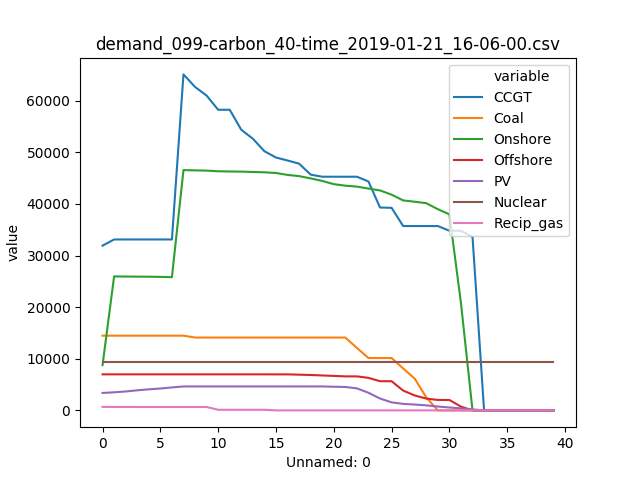 demand_099-carbon_40-time_2019-01-21_16-06-00.csv
variable
CCGT
Coal
Onshore
Offshore
PV
Nuclear
Recip_gas
value
60000
50000
40000
30000
20000
10000
0
0 5 10 15 20 25 30 35 40
Unnamed: 0